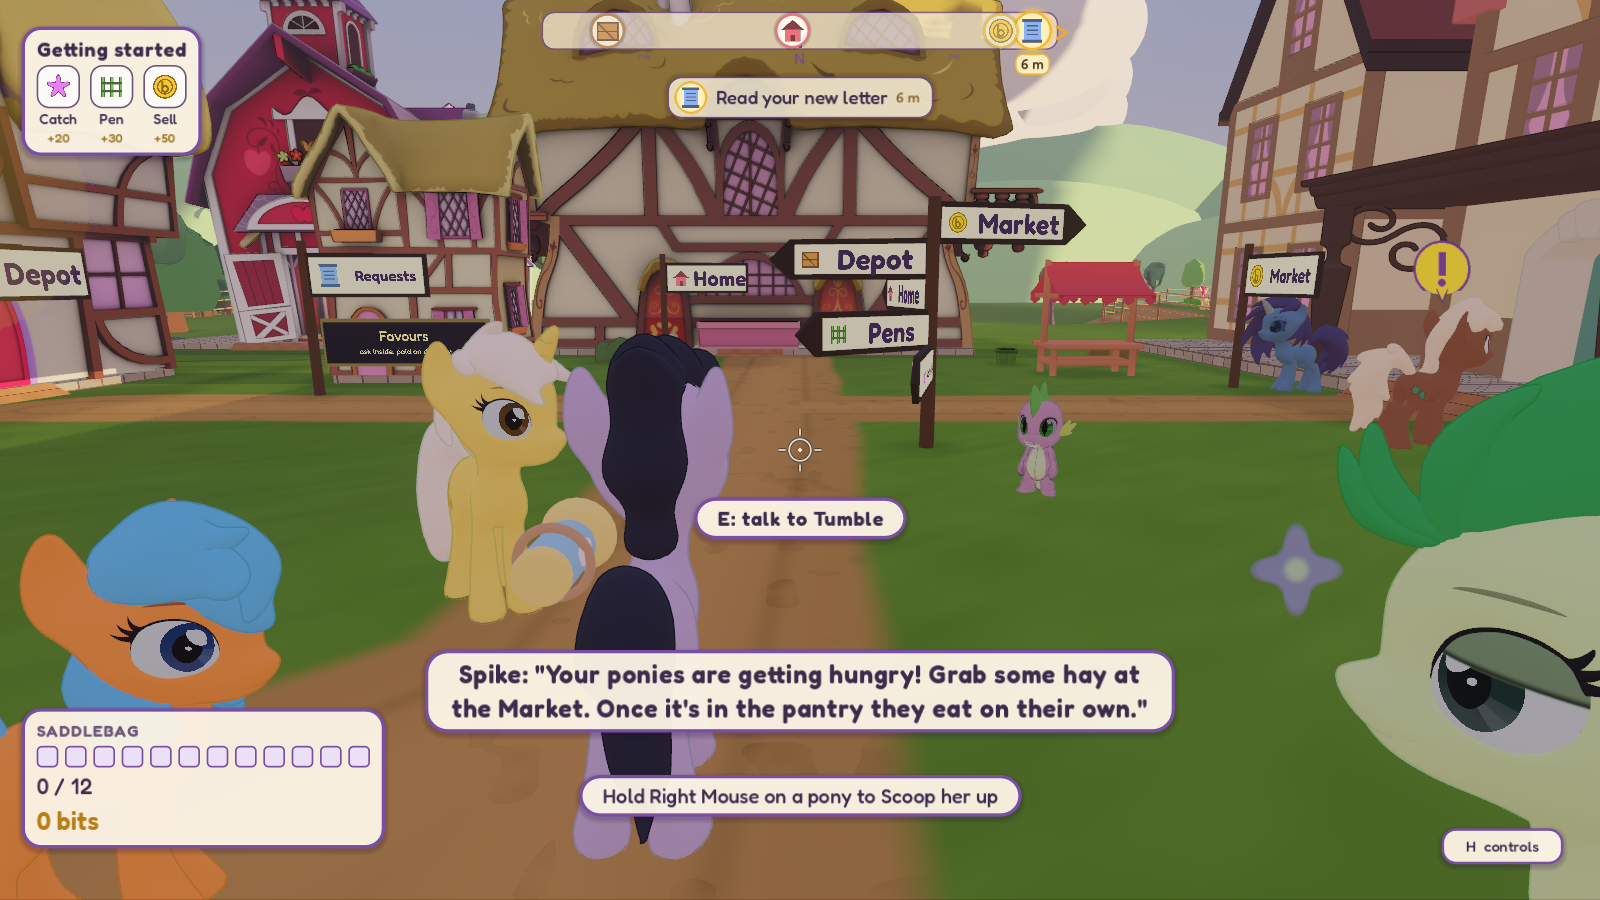 Getting started
Catch
Pen
Sell
+20
+30
+50
N
6 m
Read your new letter 6 m
Market
Depot
Home
Home
Pens
Depot
Requests
Favours
Market
E: talk to Tumble
Spike: "Your ponies are getting hungry! Grab some hay at
the Market. Once it's in the pantry they eat on their own."
SADDLEBAG
0 / 12
0 bits
Hold Right Mouse on a pony to Scoop her up
H controls